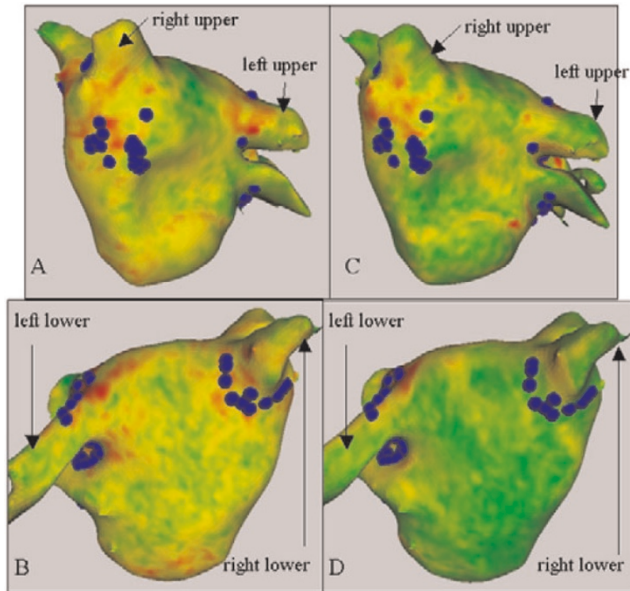 right upper
left upper
A
right upper
left upper
C
left lower
right lower
B
left lower
right lower
D